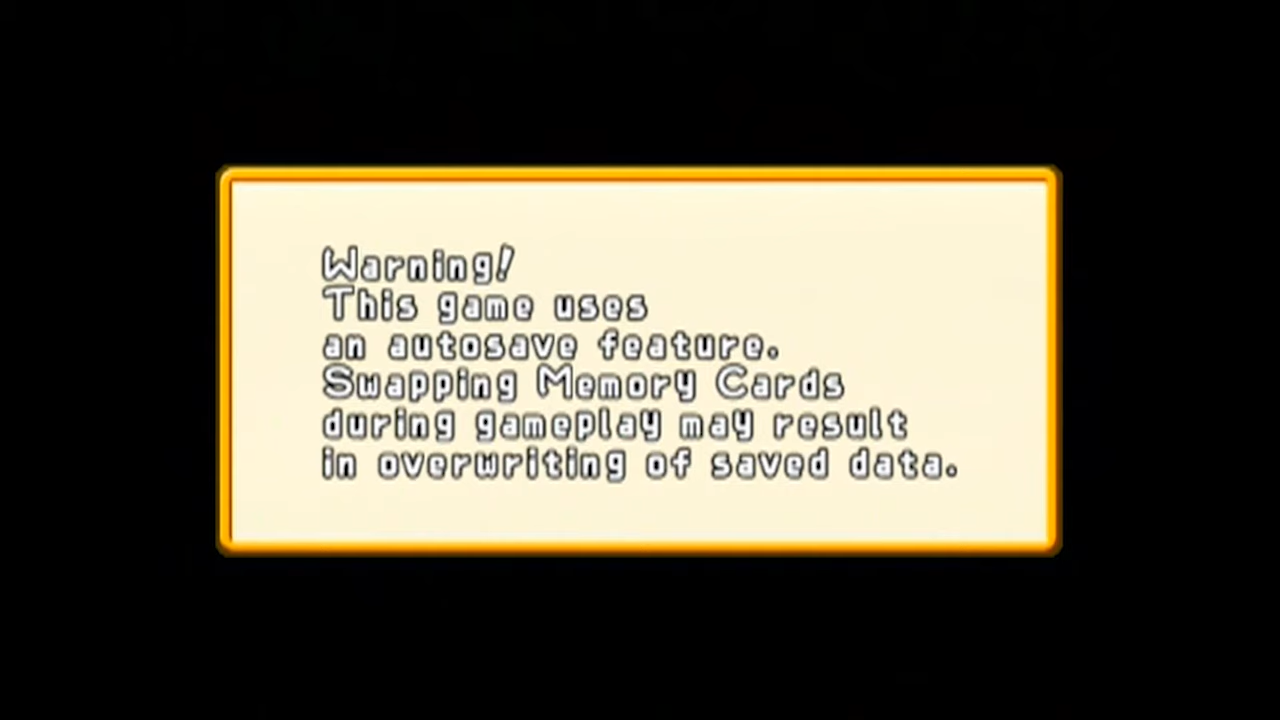 Warning!
This game uses
an autosave feature.
Swapping Memory Cards
during gameplay may result
in overwriting of saved data.